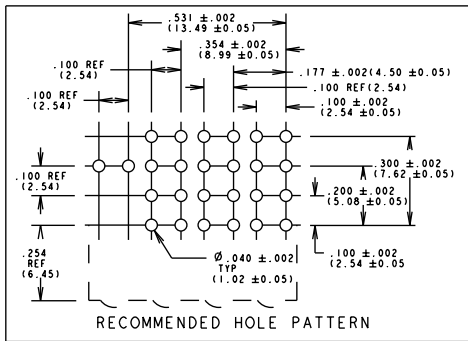 .531 ±.002
(13.49 ±0.05)
.354 ±.002
(8.99 ±0.05)
.100 REF
(2.54)
.177 ±.002(4.50 ±0.05)
.100 REF
(2.54)
.100 REF(2.54)
.100 ±.002
(2.54 ±0.05)
.100 REF
(2.54)
.300 ±.002
(7.62 ±0.05)
.200 ±.002
(5.08 ±0.05)
.254
REF
(6.45)
Ø.040 ±.002
TYP
(1.02 ±0.05)
.100 ±.002
(2.54 ±0.05
RECOMMENDED HOLE PATTERN